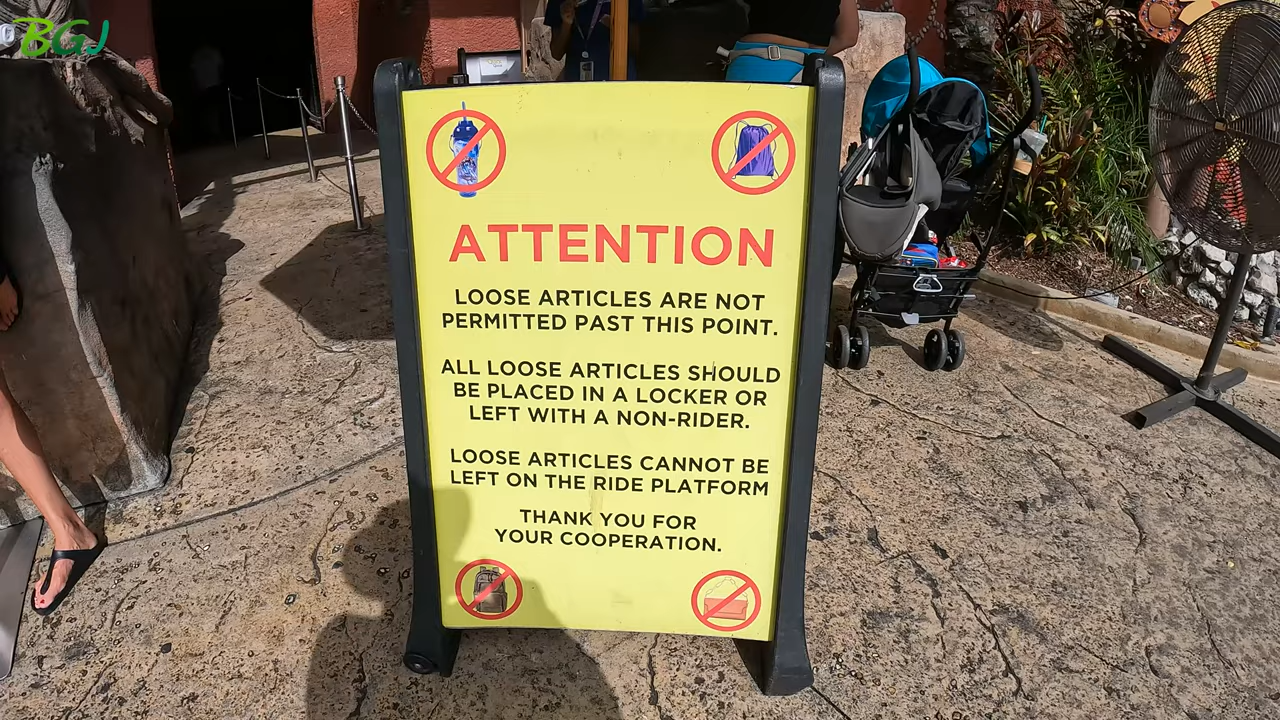 BGJ
ATTENTION
LOOSE ARTICLES ARE NOT
PERMITTED PAST THIS POINT.
ALL LOOSE ARTICLES SHOULD
BE PLACED IN A LOCKER OR
LEFT WITH A NON-RIDER.
LOOSE ARTICLES CANNOT BE
LEFT ON THE RIDE PLATFORM
THANK YOU FOR
YOUR COOPERATION.